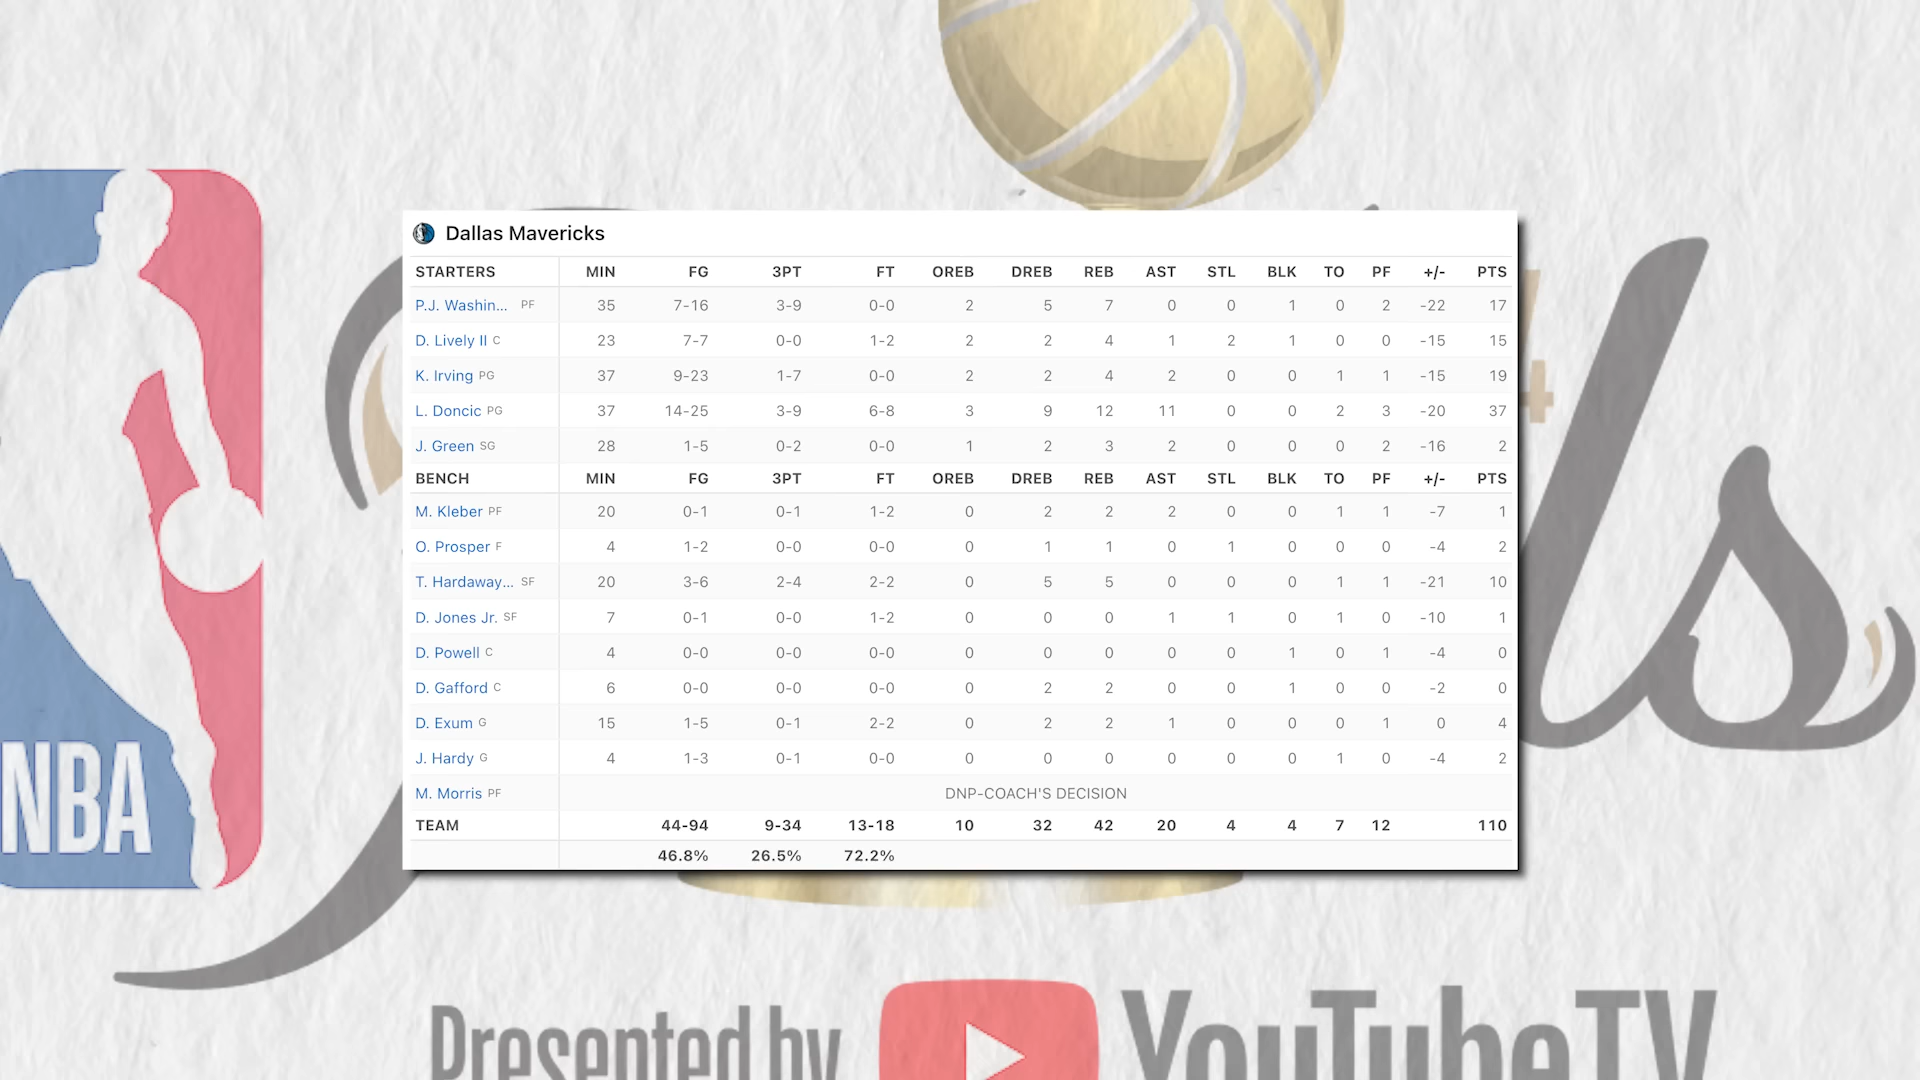 Dallas Mavericks
STARTERS MIN FG 3PT FT OREB DREB REB AST STL BLK TO PF +/- PTS
P.J. Washin... PF 35 7-16 3-9 0-0 2 5 7 0 0 1 0 2 -22 17
D. Lively II C 23 7-7 0-0 1-2 2 2 4 1 2 1 0 0 -15 15
K. Irving PG 37 9-23 1-7 0-0 2 2 4 2 0 0 1 1 -15 19
L. Doncic PG 37 14-25 3-9 6-8 3 9 12 11 0 0 2 3 -20 37
J. Green SG 28 1-5 0-2 0-0 1 2 3 2 0 0 0 2 -16 2
BENCH MIN FG 3PT FT OREB DREB REB AST STL BLK TO PF +/- PTS
M. Kleber PF 20 0-1 0-1 1-2 0 2 2 2 0 0 1 1 -7 1
O. Prosper F 4 1-2 0-0 0-0 0 1 1 0 1 0 0 0 -4 2
T. Hardaway... SF 20 3-6 2-4 2-2 0 5 5 0 0 0 1 1 -21 10
D. Jones Jr. SF 7 0-1 0-0 1-2 0 0 0 1 1 0 1 0 -10 1
D. Powell C 4 0-0 0-0 0-0 0 0 0 0 0 1 0 1 -4 0
D. Gafford C 6 0-0 0-0 0-0 0 2 2 0 0 1 0 0 -2 0
D. Exum G 15 1-5 0-1 2-2 0 2 2 1 0 0 0 1 0 4
J. Hardy G 4 1-3 0-1 0-0 0 0 0 0 0 0 1 0 -4 2
M. Morris PF DNP-COACH'S DECISION
TEAM 44-94 9-34 13-18 10 32 42 20 4 4 7 12 110
46.8% 26.5% 72.2%
NBA
4
Presented by YouTubeTV